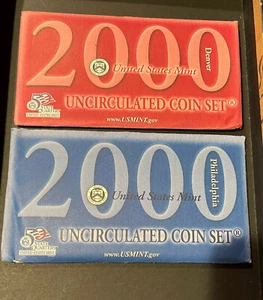 2000
Denver
United States Mint
UNCIRCULATED COIN SET®
www.USMINT.gov
2000
Philadelphia
United States Mint
UNCIRCULATED COIN SET®
www.USMINT.gov